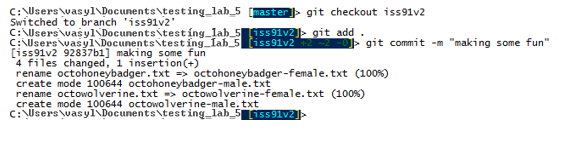 C:\Users\vasyl\Documents\testing_lab_5 [master]> git checkout iss91v2
Switched to branch 'iss91v2'
C:\Users\vasyl\Documents\testing_lab_5 [iss91v2]> git add .
C:\Users\vasyl\Documents\testing_lab_5 [iss91v2 +2 ~2 -0]> git commit -m "making some fun"
[iss91v2 92837b1] making some fun
4 files changed, 1 insertion(+)
rename octohoneybadger.txt => octohoneybadger-female.txt (100%)
create mode 100644 octohoneybadger-male.txt
rename octowolverine.txt => octowolverine-female.txt (100%)
create mode 100644 octowolverine-male.txt
C:\Users\vasyl\Documents\testing_lab_5 [iss91v2]>